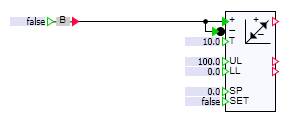 false B +
−
10.0 T
100.0 UL
0.0 LL
0.0 SP
false SET